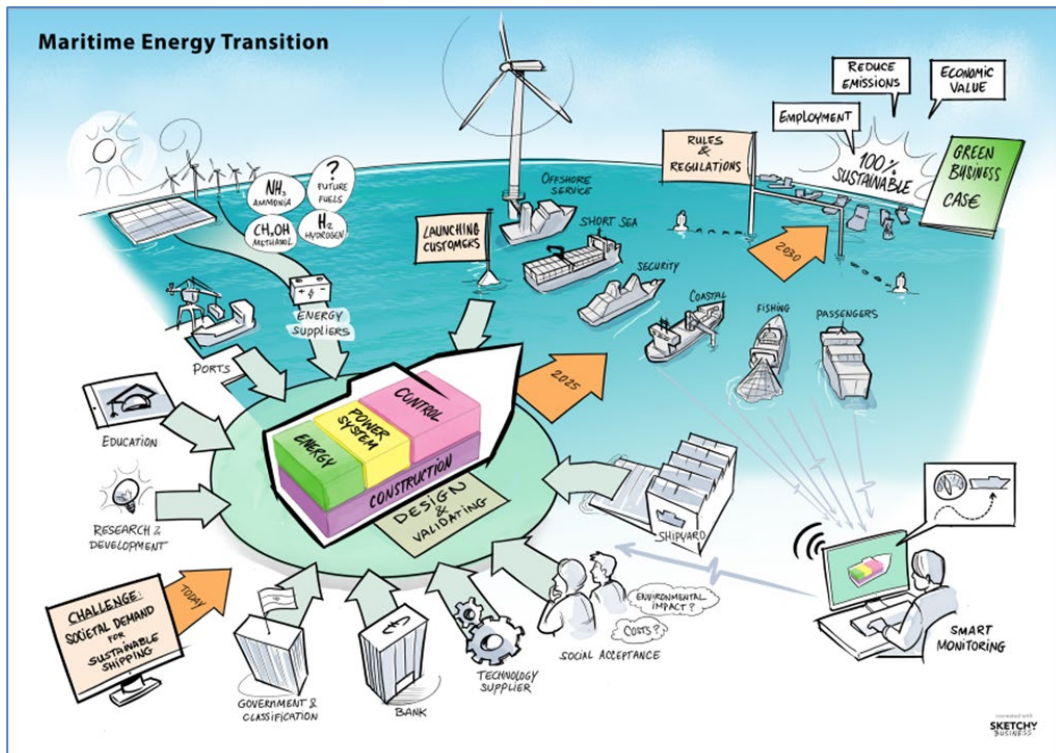 Maritime Energy Transition
REDUCE
EMISSIONS
ECONOMIC
VALUE
EMPLOYMENT
100%
SUSTAINABLE
GREEN
BUSINESS
CASE
RULES
&
REGULATIONS
NH3
AMMONIA
?
FUTURE
FUELS
CH3OH
METHANOL
H2
HYDROGEN
OFFSHORE
SERVICE
SHORT SEA
LAUNCHING
CUSTOMERS
SECURITY
2030
COASTAL
FISHING
PASSENGERS
ENERGY
SUPPLIERS
PORTS
2025
EDUCATION
CONTROL
POWER
SYSTEM
ENERGY
CONSTRUCTION
DESIGN
&
VALIDATING
RESEARCH &
DEVELOPMENT
SHIPYARD
CHALLENGE:
SOCIETAL DEMAND
FOR
SUSTAINABLE
SHIPPING
TODAY
ENVIRONMENTAL
IMPACT?
COSTS?
SOCIAL ACCEPTANCE
SMART
MONITORING
TECHNOLOGY
SUPPLIER
GOVERNMENT &
CLASSIFICATION
BANK
SKETCHY
BUSINESS